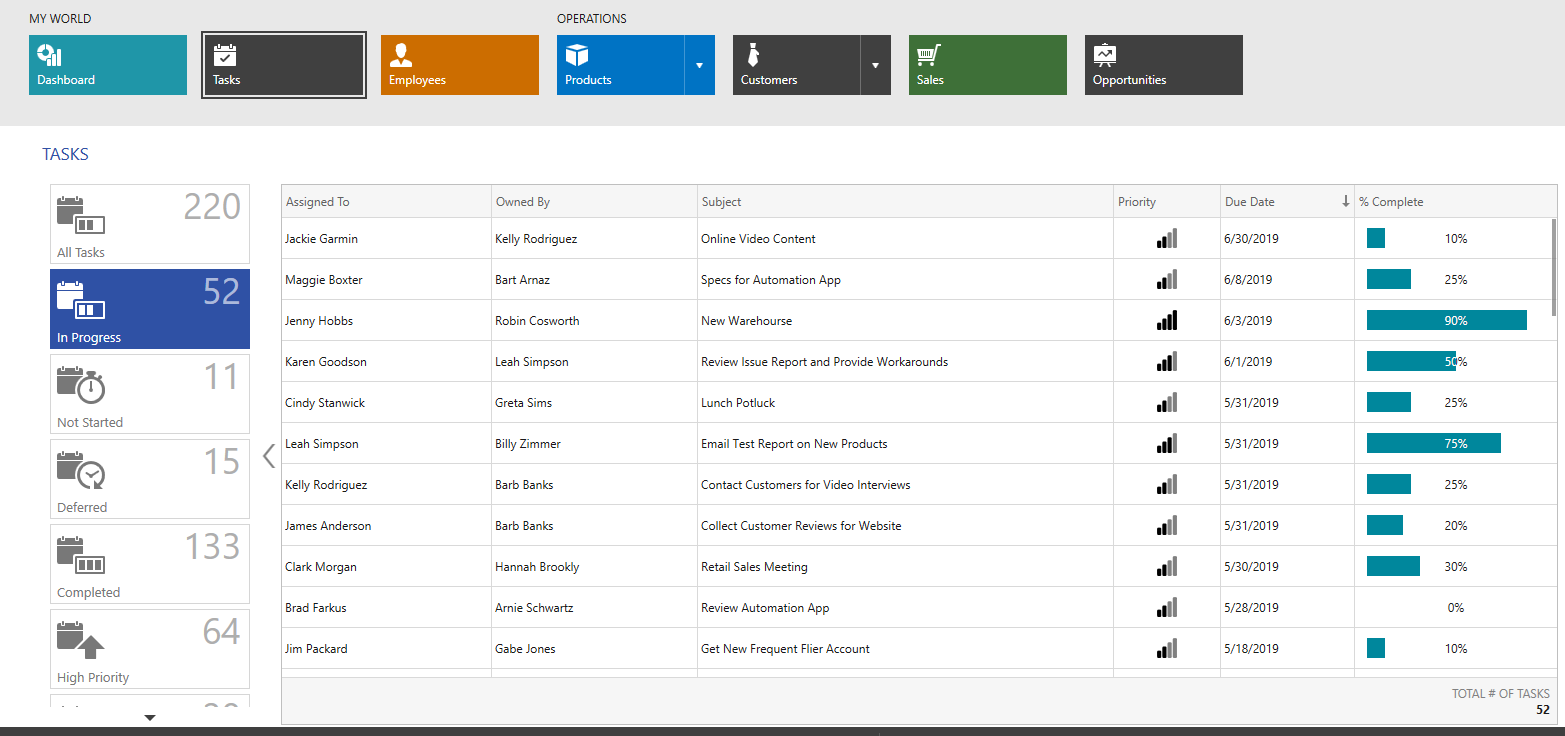 MY WORLD
OPERATIONS
Dashboard
Tasks
Employees
Products
Customers
Sales
Opportunities
TASKS
220
All Tasks
52
In Progress
11
Not Started
15
Deferred
133
Completed
64
High Priority
Assigned To Owned By Subject Priority Due Date % Complete
Jackie Garmin Kelly Rodriguez Online Video Content 6/30/2019 10%
Maggie Boxter Bart Arnaz Specs for Automation App 6/8/2019 25%
Jenny Hobbs Robin Cosworth New Warehourse 6/3/2019 90%
Karen Goodson Leah Simpson Review Issue Report and Provide Workarounds 6/1/2019 50%
Cindy Stanwick Greta Sims Lunch Potluck 5/31/2019 25%
Leah Simpson Billy Zimmer Email Test Report on New Products 5/31/2019 75%
Kelly Rodriguez Barb Banks Contact Customers for Video Interviews 5/31/2019 25%
James Anderson Barb Banks Collect Customer Reviews for Website 5/31/2019 20%
Clark Morgan Hannah Brookly Retail Sales Meeting 5/30/2019 30%
Brad Farkus Arnie Schwartz Review Automation App 5/28/2019 0%
Jim Packard Gabe Jones Get New Frequent Flier Account 5/18/2019 10%
TOTAL # OF TASKS
52